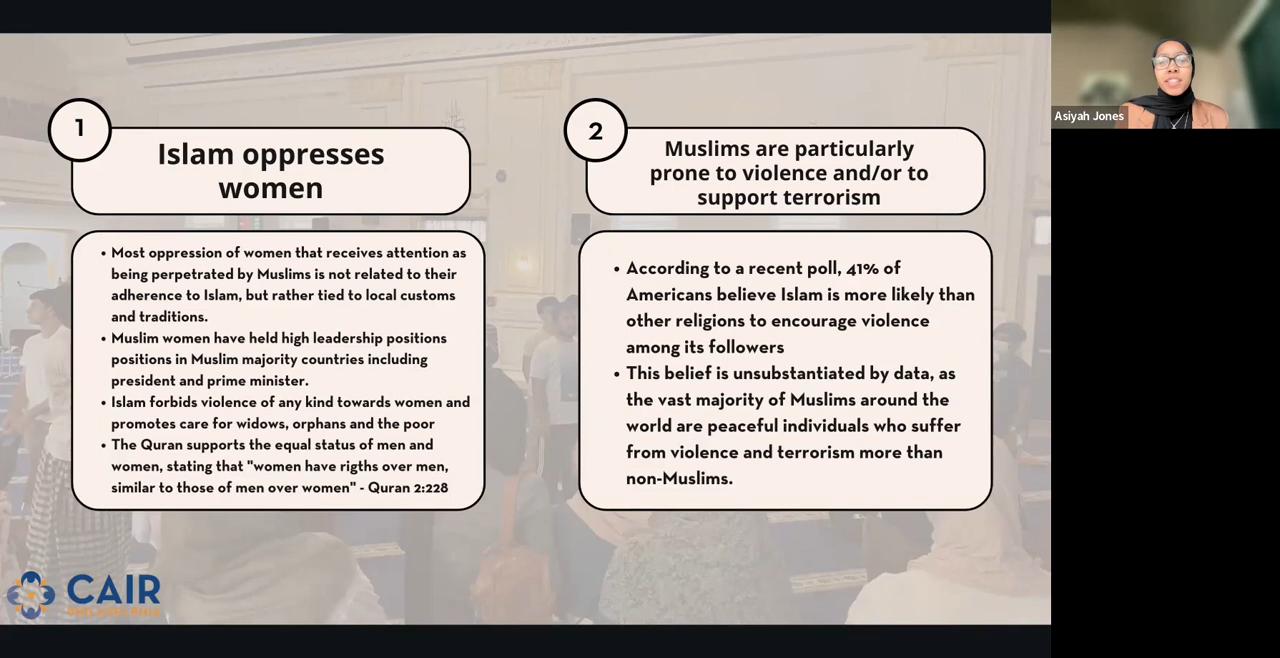 1
Islam oppresses
women
• Most oppression of women that receives attention as
being perpetrated by Muslims is not related to their
adherence to Islam, but rather tied to local customs
and traditions.
• Muslim women have held high leadership positions
positions in Muslim majority countries including
president and prime minister.
• Islam forbids violence of any kind towards women and
promotes care for widows, orphans and the poor
• The Quran supports the equal status of men and
women, stating that "women have rigths over men,
similar to those of men over women" - Quran 2:228
2
Muslims are particularly
prone to violence and/or to
support terrorism
• According to a recent poll, 41% of
Americans believe Islam is more likely than
other religions to encourage violence
among its followers
• This belief is unsubstantiated by data, as
the vast majority of Muslims around the
world are peaceful individuals who suffer
from violence and terrorism more than
non-Muslims.
CAIR
PHILADELPHIA
Asiyah Jones